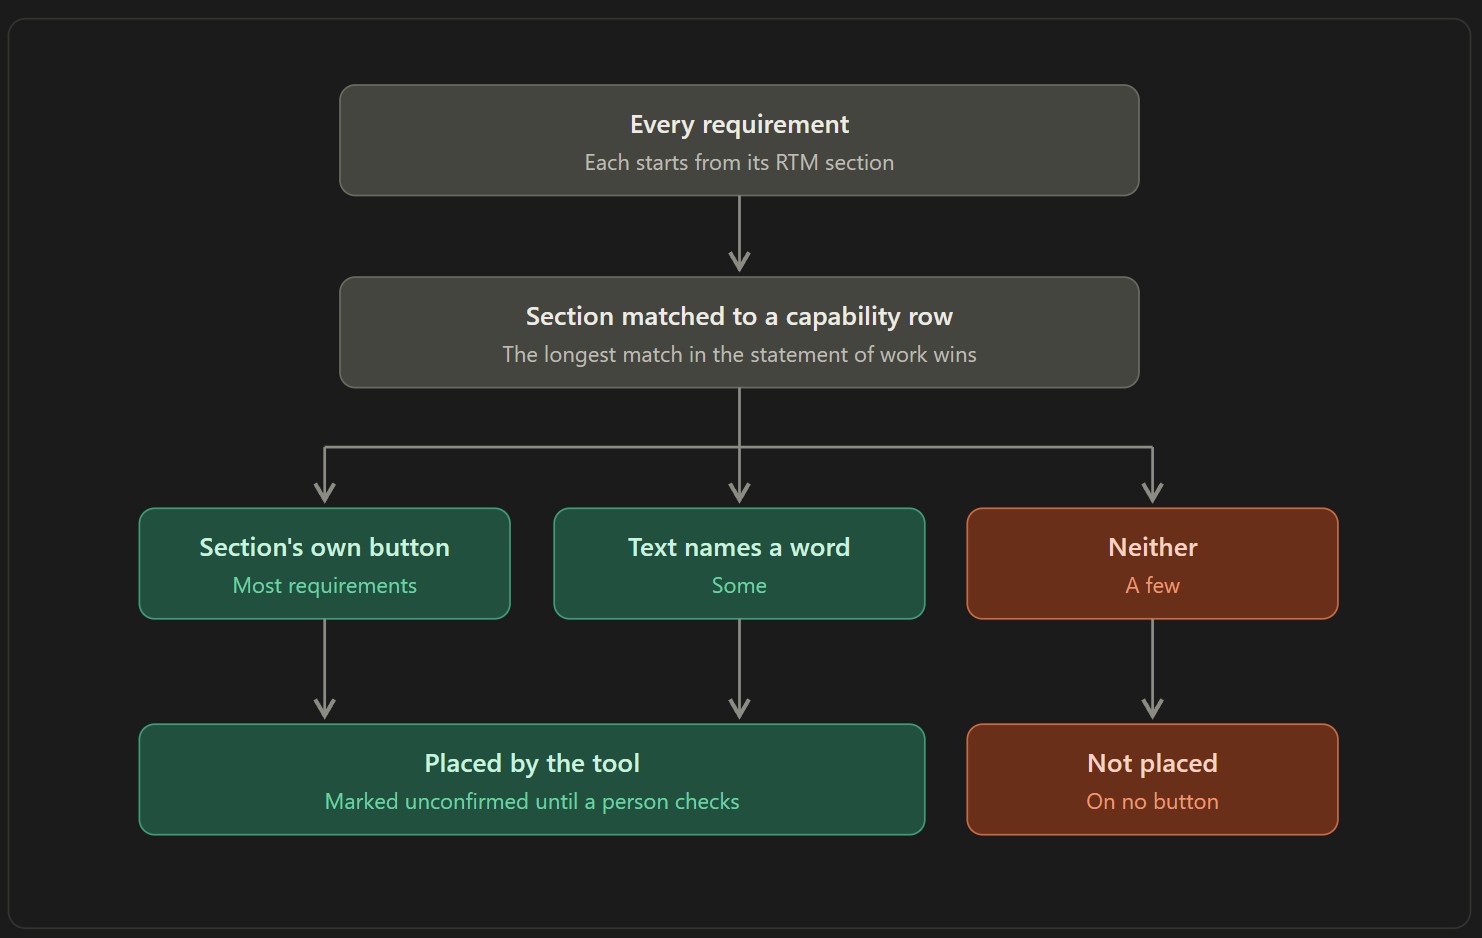 Every requirement
Each starts from its RTM section
Section matched to a capability row
The longest match in the statement of work wins
Section's own button
Most requirements
Text names a word
Some
Neither
A few
Placed by the tool
Marked unconfirmed until a person checks
Not placed
On no button